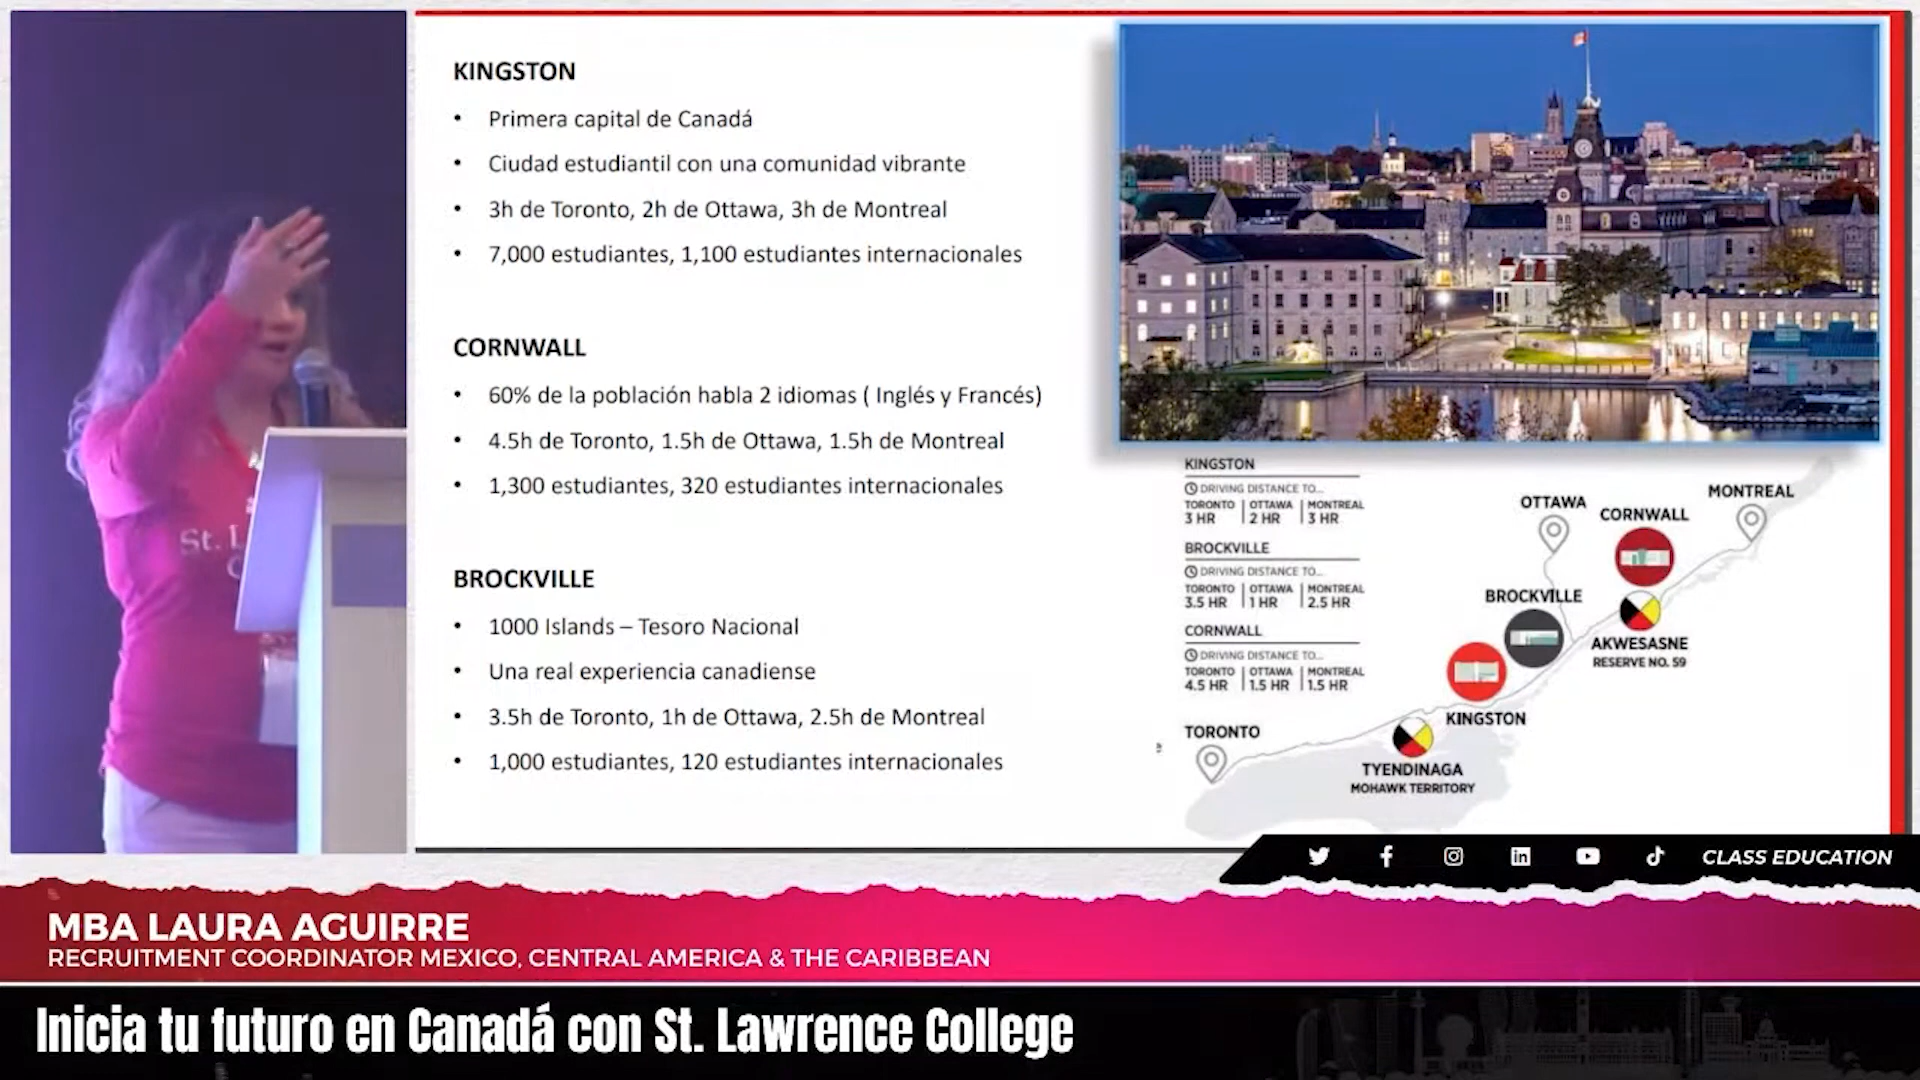 KINGSTON
• Primera capital de Canadá
• Ciudad estudiantil con una comunidad vibrante
• 3h de Toronto, 2h de Ottawa, 3h de Montreal
• 7,000 estudiantes, 1,100 estudiantes internacionales
CORNWALL
• 60% de la población habla 2 idiomas ( Inglés y Francés)
• 4.5h de Toronto, 1.5h de Ottawa, 1.5h de Montreal
• 1,300 estudiantes, 320 estudiantes internacionales
BROCKVILLE
• 1000 Islands – Tesoro Nacional
• Una real experiencia canadiense
• 3.5h de Toronto, 1h de Ottawa, 2.5h de Montreal
• 1,000 estudiantes, 120 estudiantes internacionales
KINGSTON
DRIVING DISTANCE TO...
TORONTO | OTTAWA | MONTREAL
3 HR | 2 HR | 3 HR
BROCKVILLE
DRIVING DISTANCE TO...
TORONTO | OTTAWA | MONTREAL
3.5 HR | 1 HR | 2.5 HR
CORNWALL
DRIVING DISTANCE TO...
TORONTO | OTTAWA | MONTREAL
4.5 HR | 1.5 HR | 1.5 HR
MONTREAL
OTTAWA
CORNWALL
BROCKVILLE
AKWESASNE
RESERVE NO. 59
KINGSTON
TORONTO
TYENDINAGA
MOHAWK TERRITORY
St.
CLASS EDUCATION
MBA LAURA AGUIRRE
RECRUITMENT COORDINATOR MEXICO, CENTRAL AMERICA & THE CARIBBEAN
Inicia tu futuro en Canadá con St. Lawrence College